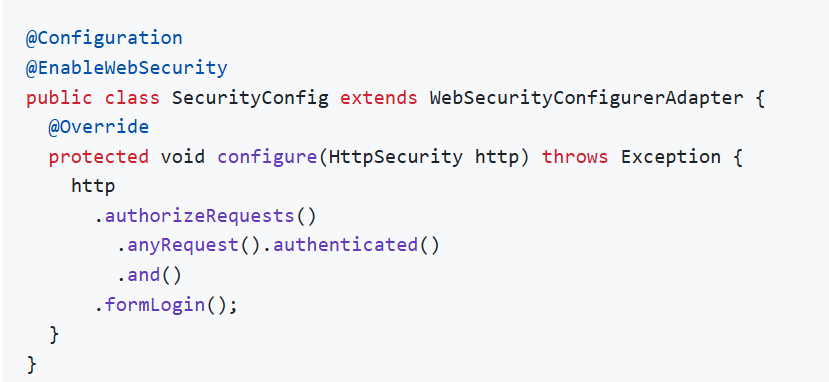 @Configuration
@EnableWebSecurity
public class SecurityConfig extends WebSecurityConfigurerAdapter {
  @Override
  protected void configure(HttpSecurity http) throws Exception {
    http
      .authorizeRequests()
        .anyRequest().authenticated()
        .and()
      .formLogin();
  }
}